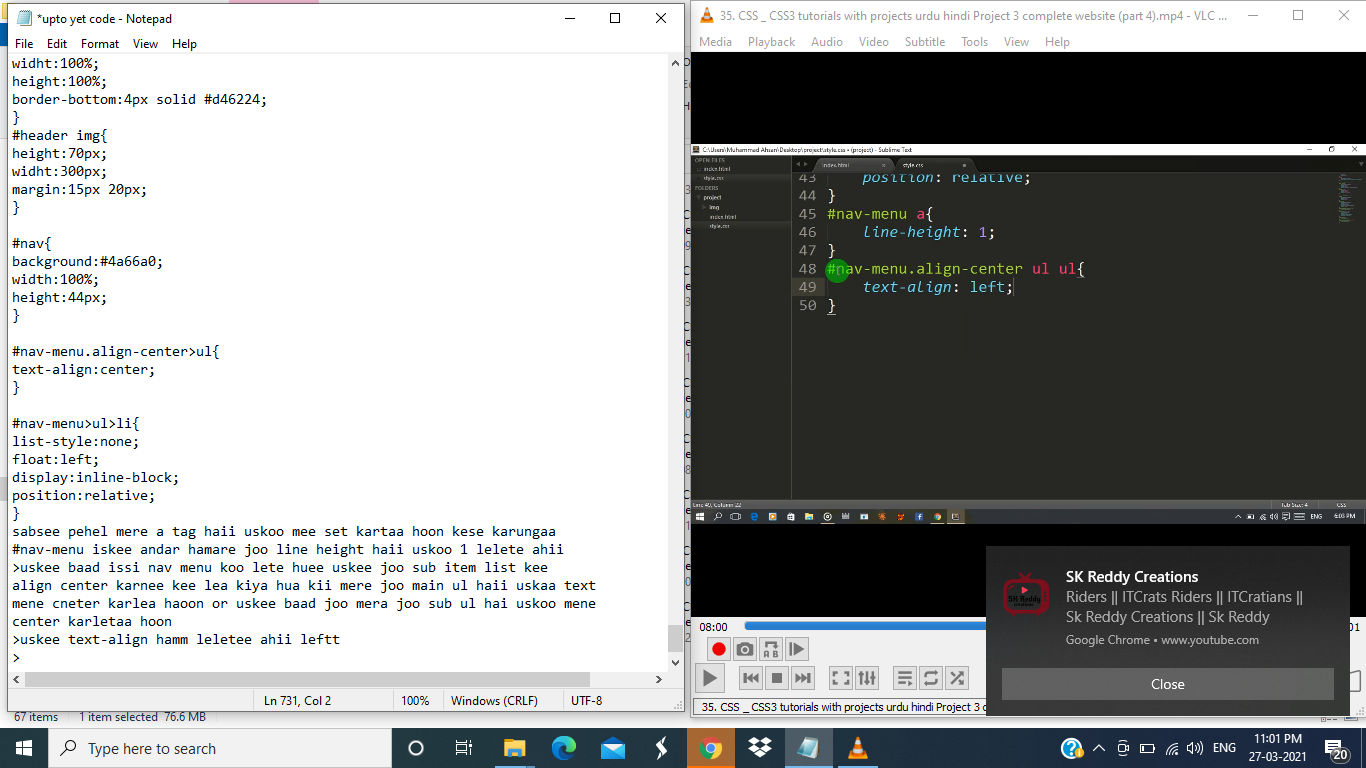 *upto yet code - Notepad
File Edit Format View Help
widht:100%;
height:100%;
border-bottom:4px solid #d46224;
}
#header img{
height:70px;
widht:300px;
margin:15px 20px;
}
#nav{
background:#4a66a0;
width:100%;
height:44px;
}
#nav-menu.align-center>ul{
text-align:center;
}
#nav-menu>ul>li{
list-style:none;
float:left;
display:inline-block;
position:relative;
}
sabsee pehel mere a tag haii uskoo mee set kartaa hoon kese karungaa
#nav-menu iskee andar hamare joo line height haii uskoo 1 lelete ahii
>uskee baad issi nav menu koo lete huee uskee joo sub item list kee
align center karnee kee lea kiya hua kii mere joo main ul haii uskaa text
mene cneter karlea haoon or uskee baad joo mera joo sub ul hai uskoo mene
center karletaa hoon
>uskee text-align hamm leletee ahii leftt
>
Ln 731, Col 2 100% Windows (CRLF) UTF-8
67 items 1 item selected 76.6 MB
35. CSS _ CSS3 tutorials with projects urdu hindi Project 3 complete website (part 4).mp4 - VLC ...
Media Playback Audio Video Subtitle Tools View Help
C:\Users\Muhammad Ahsan\Desktop\project\style.css • (project) - Sublime Text
OPEN FILES
index.html
style.css
FOLDERS
project
img
index.html
style.css
index.html style.css
43 position: relative;
44 }
45 #nav-menu a{
46 line-height: 1;
47 }
48 #nav-menu.align-center ul ul{
49 text-align: left;
50 }
Line 49, Column 22 Tab Size: 4 CSS
ENG 6:03 PM
08:00
35. CSS _ CSS3 tutorials with projects urdu hindi Project 3
SK Reddy Creations
Riders || ITCrats Riders || ITCratians ||
Sk Reddy Creations || Sk Reddy
Google Chrome • www.youtube.com
Close
Type here to search
ENG
11:01 PM
27-03-2021
20